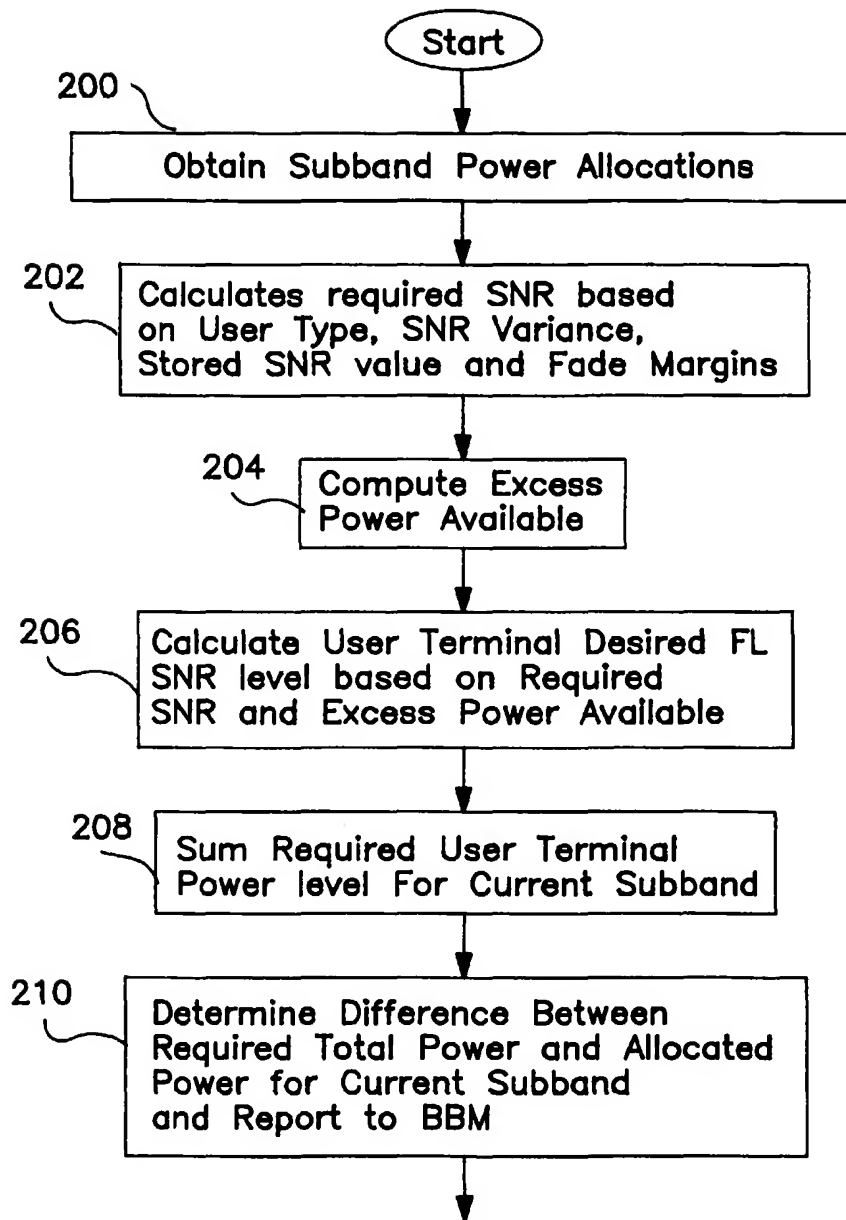 Start
200
Obtain Subband Power Allocations
202
Calculates required SNR based
on User Type, SNR Variance,
Stored SNR value and Fade Margins
204
Compute Excess
Power Available
206
Calculate User Terminal Desired FL
SNR level based on Required
SNR and Excess Power Available
208
Sum Required User Terminal
Power level For Current Subband
210
Determine Difference Between
Required Total Power and Allocated
Power for Current Subband
and Report to BBM